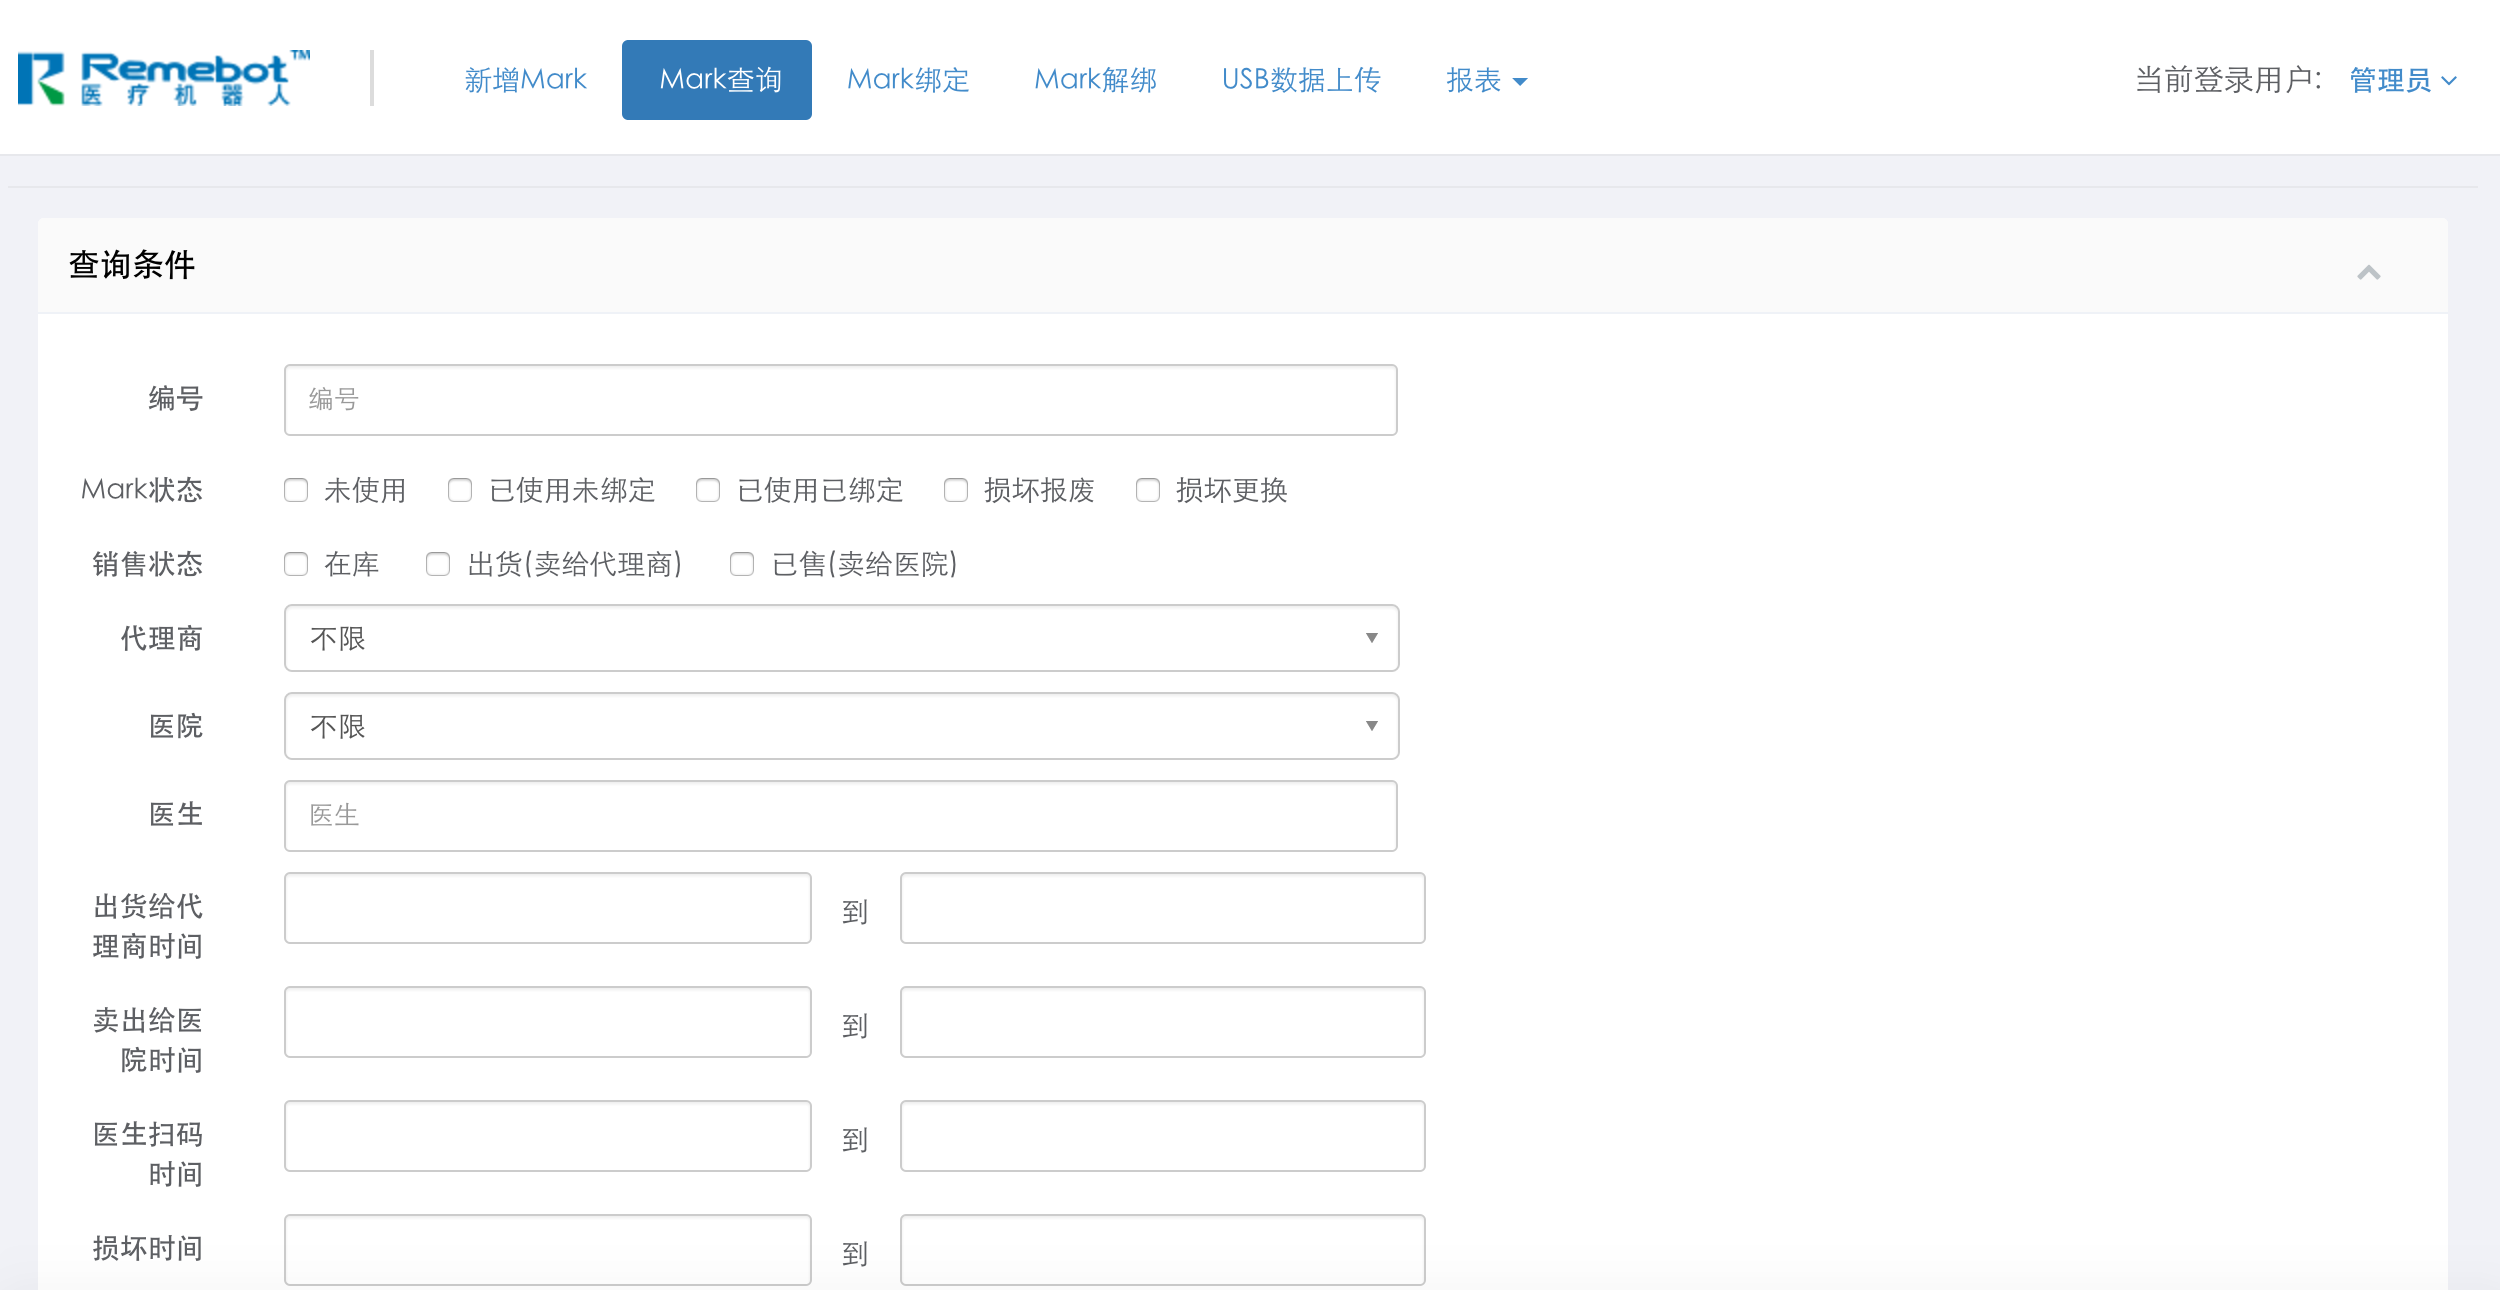 Remebot™
医疗机器人
新增Mark Mark查询 Mark绑定 Mark解绑 USB数据上传 报表 当前登录用户: 管理员
查询条件
编号 编号
Mark状态 未使用 已使用未绑定 已使用已绑定 损坏报废 损坏更换
销售状态 在库 出货(卖给代理商) 已售(卖给医院)
代理商 不限
医院 不限
医生 医生
出货给代
理商时间 到
卖出给医
院时间 到
医生扫码
时间 到
损坏时间 到